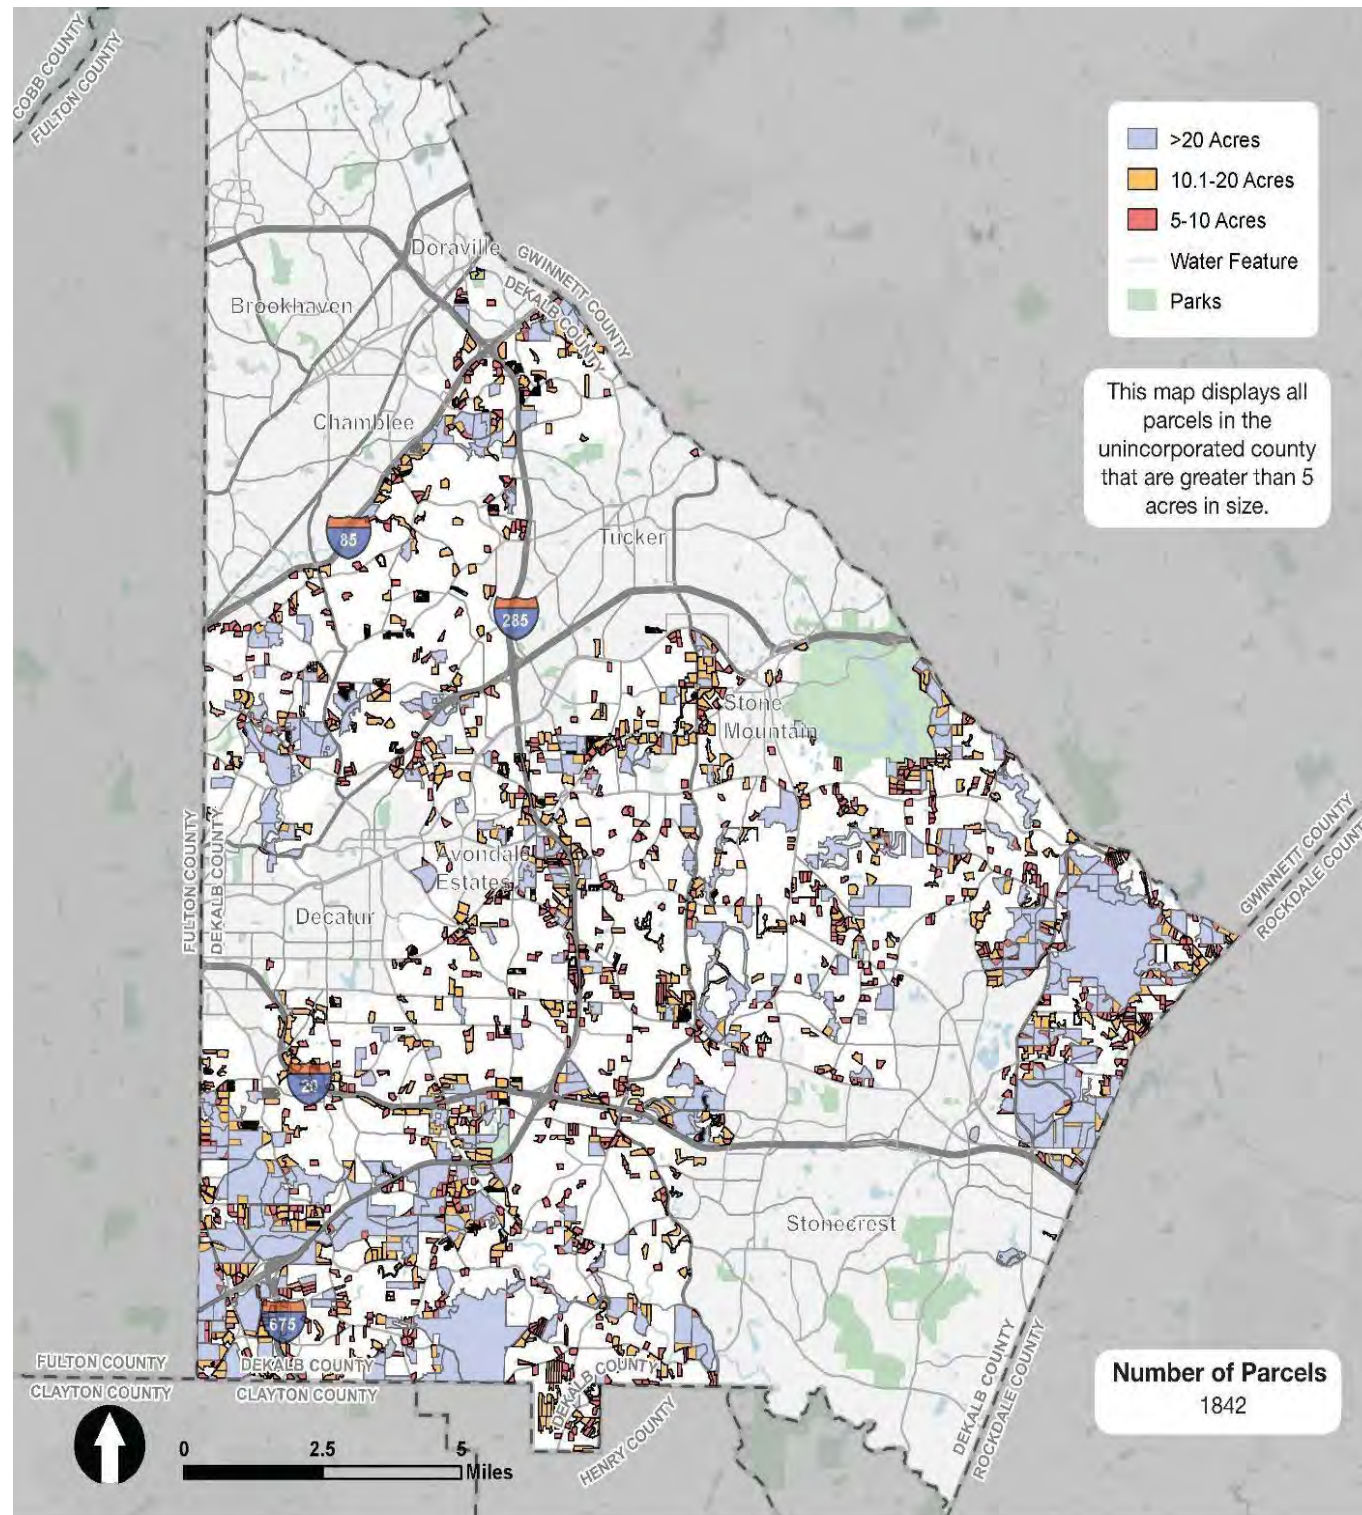 COBB COUNTY
FULTON COUNTY
>20 Acres
10.1-20 Acres
5-10 Acres
Water Feature
Parks
This map displays all
parcels in the
unincorporated county
that are greater than 5
acres in size.
Doraville
GWINNETT COUNTY
DEKALB COUNTY
Brookhaven
Chamblee
85
Tucker
285
Stone
Mountain
FULTON COUNTY
DEKALB COUNTY
Avondale
Estates
Decatur
GWINNETT COUNTY
ROCKDALE COUNTY
20
Stonecrest
675
FULTON COUNTY
CLAYTON COUNTY
DEKALB COUNTY
CLAYTON COUNTY
DEKALB COUNTY
HENRY COUNTY
DEKALB COUNTY
ROCKDALE COUNTY
Number of Parcels
1842
0 2.5 5
Miles